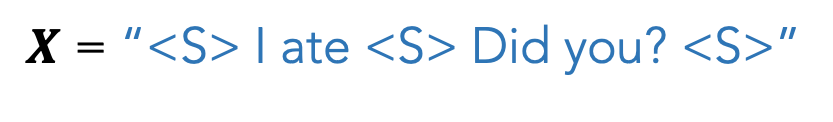 X = “<S> I ate <S> Did you? <S>”